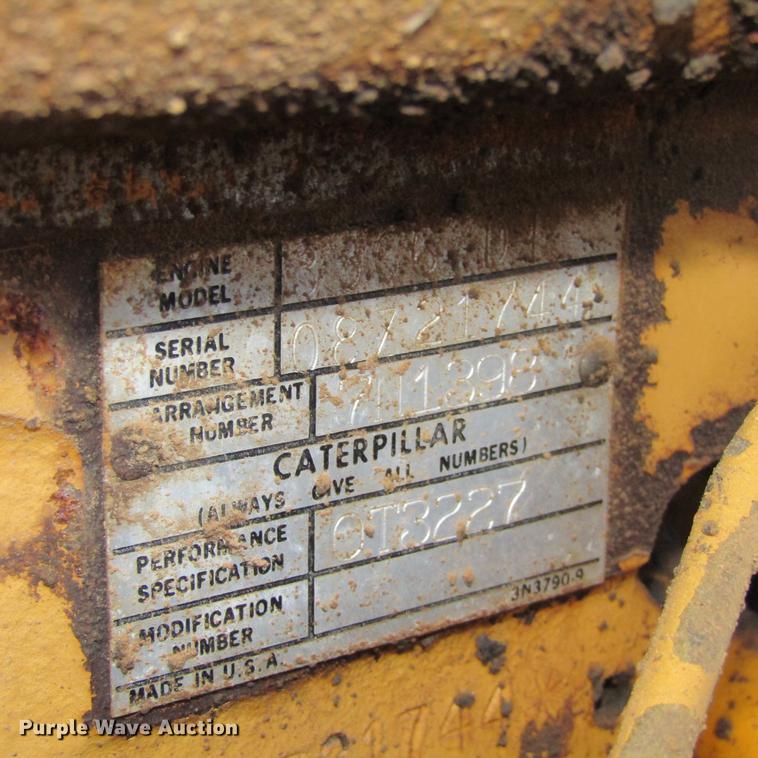 ENGINE
MODEL
SERIAL
NUMBER
08Z21744
ARRANGEMENT
NUMBER
CATERPILLAR
(ALWAYS GIVE ALL NUMBERS)
PERFORMANCE
SPECIFICATION
0T3227
MODIFICATION
NUMBER
3N3790-9
MADE IN U.S.A.
Purple Wave Auction